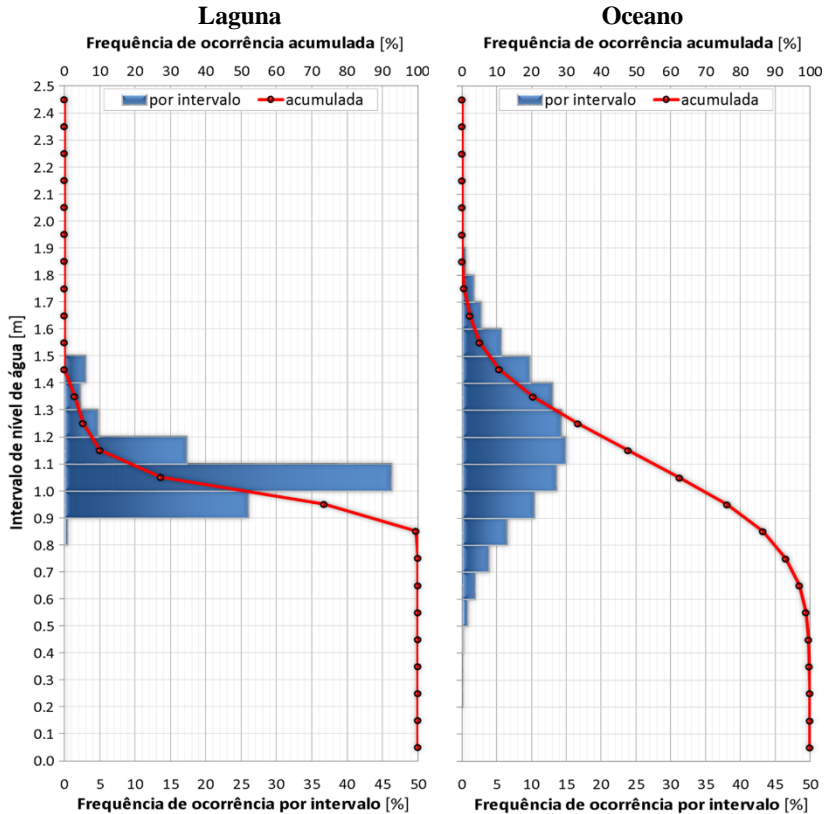 Laguna
Frequência de ocorrência acumulada [%]
0 10 20 30 40 50 60 70 80 90 100
por intervalo
acumulada
Intervalo de nível de água [m]
2.5
2.4
2.3
2.2
2.1
2.0
1.9
1.8
1.7
1.6
1.5
1.4
1.3
1.2
1.1
1.0
0.9
0.8
0.7
0.6
0.5
0.4
0.3
0.2
0.1
0.0
0 5 10 15 20 25 30 35 40 45 50
Frequência de ocorrência por intervalo [%]
Oceano
Frequência de ocorrência acumulada [%]
0 10 20 30 40 50 60 70 80 90 100
por intervalo
acumulada
0 5 10 15 20 25 30 35 40 45 50
Frequência de ocorrência por intervalo [%]